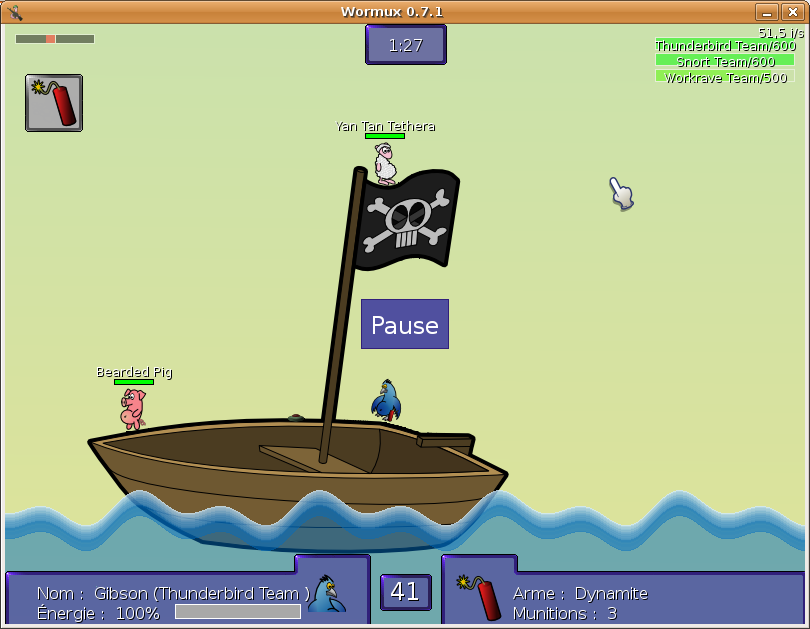 Wormux 0.7.1
1:27
51,5 i/s
Thunderbird Team/600
Snort Team/600
Workrave Team/500
Yan Tan Tethera
Pause
Bearded Pig
Nom : Gibson (Thunderbird Team )
Énergie : 100%
41
Arme : Dynamite
Munitions : 3